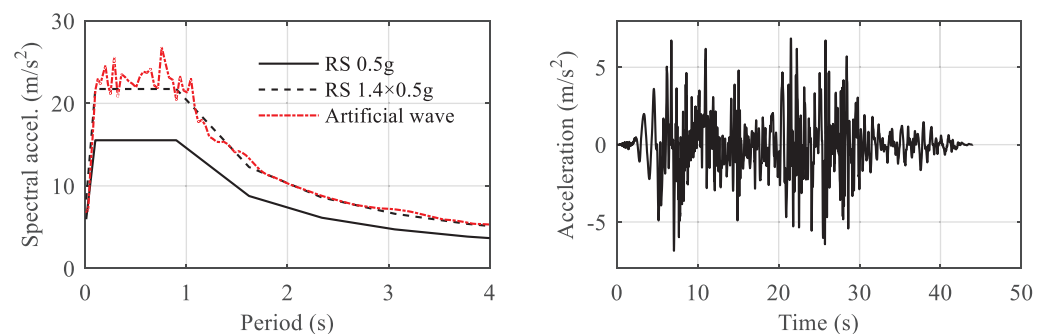 Spectral accel. (m/s²)
30
20
10
0
RS 0.5g
RS 1.4×0.5g
Artificial wave
0 1 2 3 4
Period (s)
Acceleration (m/s²)
5
0
-5
0 10 20 30 40 50
Time (s)